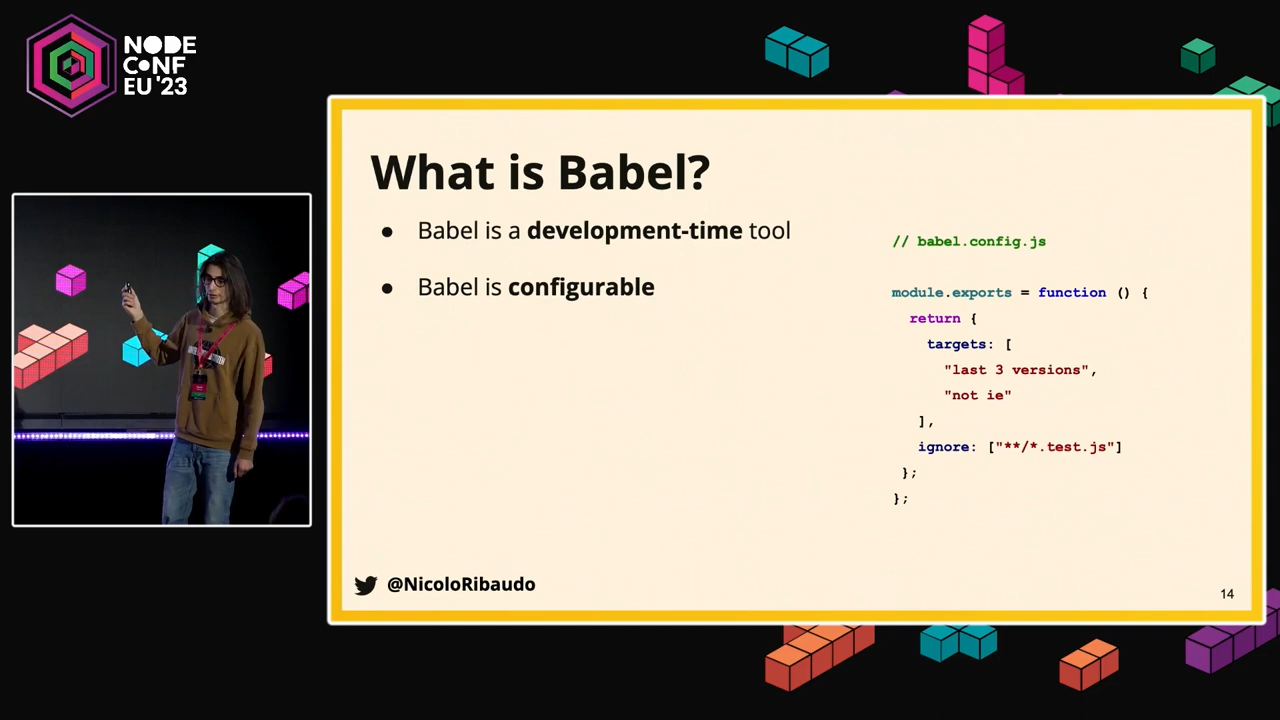 NODE
CONF
EU '23
What is Babel?
● Babel is a development-time tool
● Babel is configurable
// babel.config.js
module.exports = function () {
return {
targets: [
"last 3 versions",
"not ie"
],
ignore: ["**/*.test.js"]
};
};
@NicoloRibaudo
14